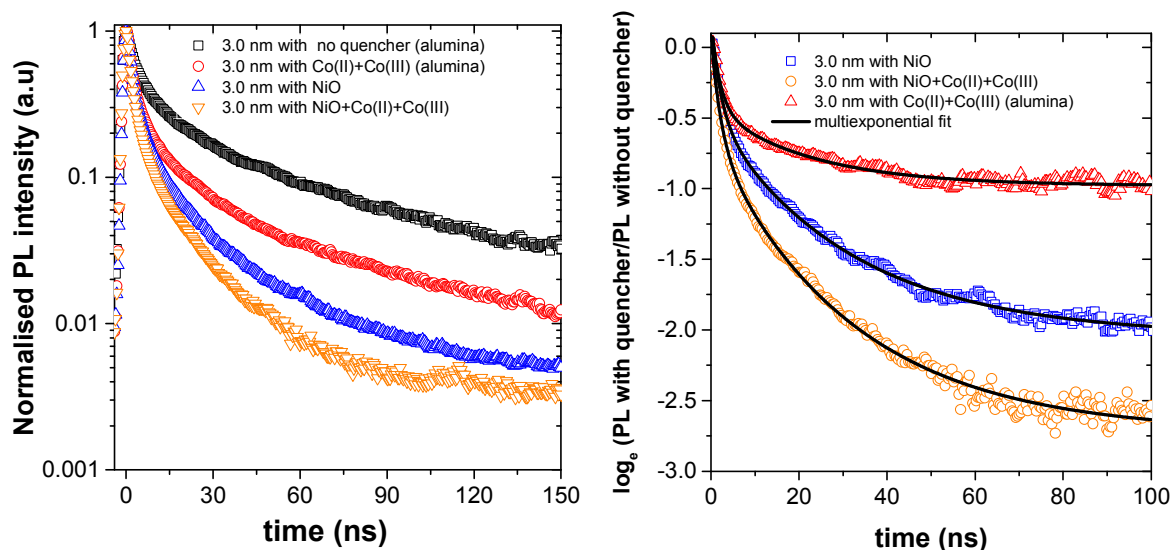 Normalised PL intensity (a.u)
1
0.1
0.01
0.001
3.0 nm with no quencher (alumina)
3.0 nm with Co(II)+Co(III) (alumina)
3.0 nm with NiO
3.0 nm with NiO+Co(II)+Co(III)
0 30 60 90 120 150
time (ns)
log_e (PL with quencher/PL without quencher)
0.0
-0.5
-1.0
-1.5
-2.0
-2.5
-3.0
3.0 nm with NiO
3.0 nm with NiO+Co(II)+Co(III)
3.0 nm with Co(II)+Co(III) (alumina)
multiexponential fit
0 20 40 60 80 100
time (ns)